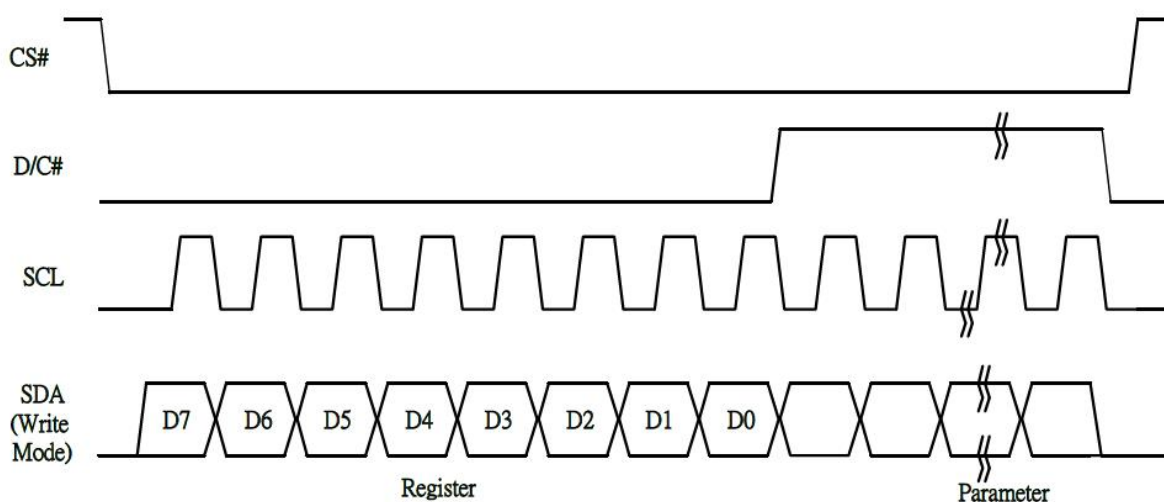 CS#
D/C#
SCL
SDA
(Write
Mode)
D7 D6 D5 D4 D3 D2 D1 D0
Register Parameter